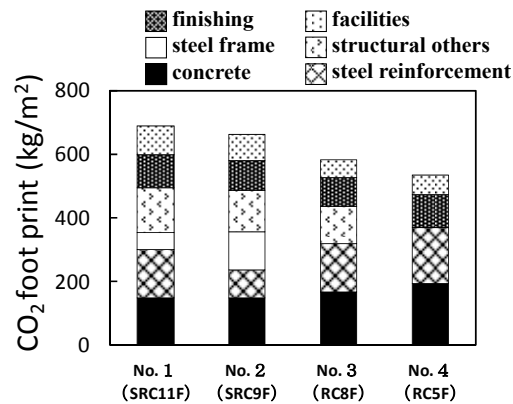 finishing
facilities
steel frame
structural others
concrete
steel reinforcement
CO2 foot print (kg/m2)
800
600
400
200
0
No. 1
No. 2
No. 3
No. 4
(SRC11F)
(SRC9F)
(RC8F)
(RC5F)